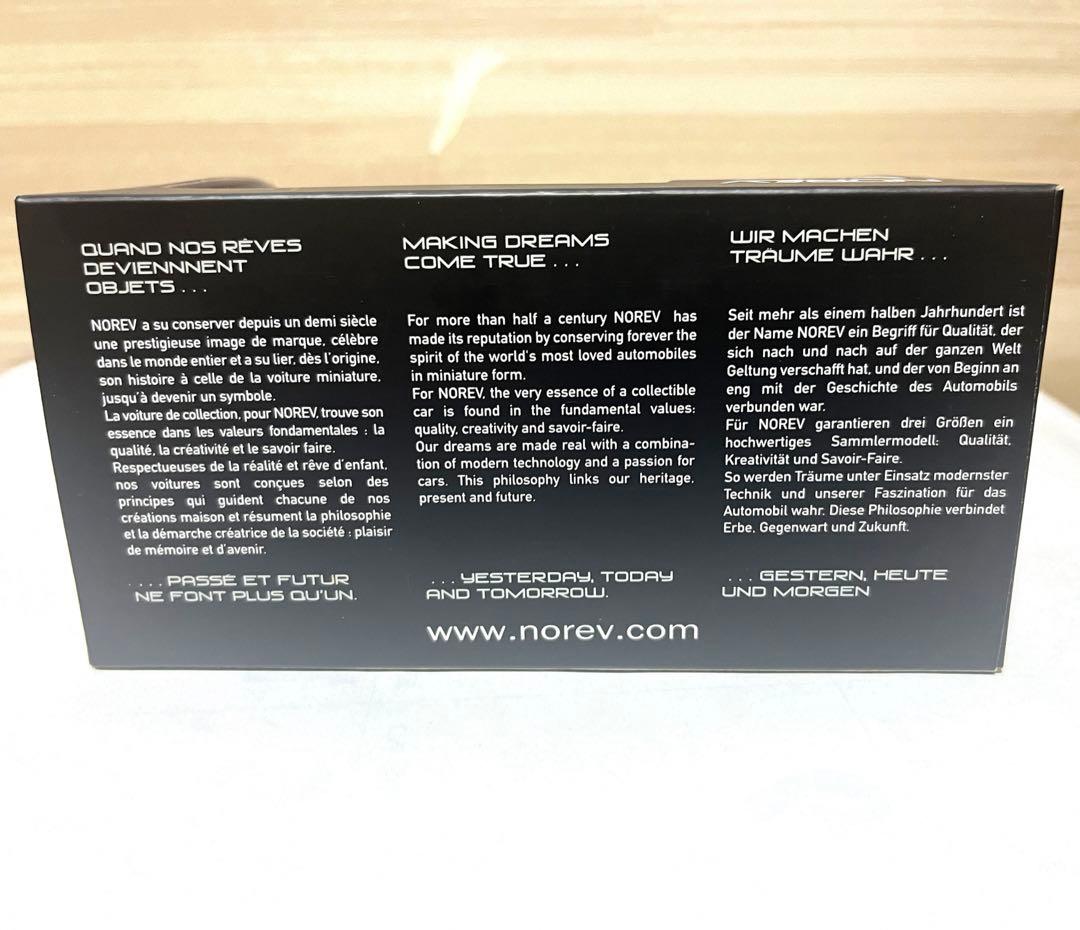 QUAND NOS RÊVES
DEVIENNNENT
OBJETS . . .
NOREV a su conserver depuis un demi siècle
une prestigieuse image de marque, célèbre
dans le monde entier et a su lier, dès l'origine,
son histoire à celle de la voiture miniature,
jusqu'à devenir un symbole.
La voiture de collection, pour NOREV, trouve son
essence dans les valeurs fondamentales : la
qualité, la créativité et le savoir faire.
Respectueuses de la réalité et rêve d'enfant,
nos voitures sont conçues selon des
principes qui guident chacune de nos
créations maison et résument la philosophie
et la démarche créatrice de la société : plaisir
de mémoire et d'avenir.
. . . . PASSÉ ET FUTUR
NE FONT PLUS QU'UN.
MAKING DREAMS
COME TRUE . . .
For more than half a century NOREV has
made its reputation by conserving forever the
spirit of the world's most loved automobiles
in miniature form.
For NOREV, the very essence of a collectible
car is found in the fundamental values:
quality, creativity and savoir-faire.
Our dreams are made real with a combina-
tion of modern technology and a passion for
cars. This philosophy links our heritage,
present and future.
. . . YESTERDAY, TODAY
AND TOMORROW.
WIR MACHEN
TRÄUME WAHR . . .
Seit mehr als einem halben Jahrhundert ist
der Name NOREV ein Begriff für Qualität, der
sich nach und nach auf der ganzen Welt
Geltung verschafft hat, und der von Beginn an
eng mit der Geschichte des Automobils
verbunden war.
Für NOREV garantieren drei Größen ein
hochwertiges Sammlermodell: Qualität,
Kreativität und Savoir-Faire.
So werden Träume unter Einsatz modernster
Technik und unserer Faszination für das
Automobil wahr. Diese Philosophie verbindet
Erbe, Gegenwart und Zukunft.
. . . GESTERN, HEUTE
UND MORGEN
www.norev.com